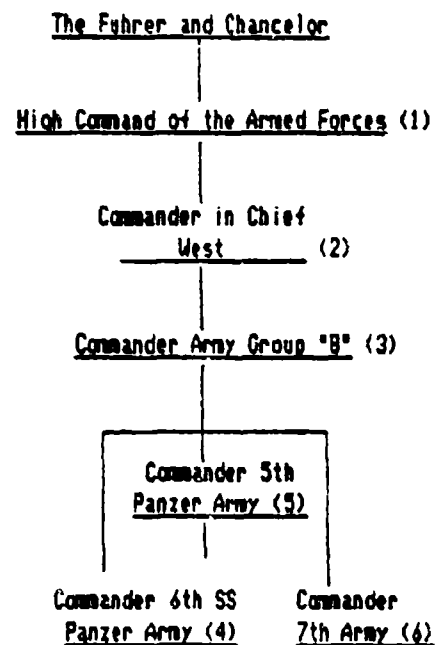 The Fuhrer and Chancelor
High Command of the Armed Forces (1)
Commander in Chief
West (2)
Commander Army Group "B" (3)
Commander 5th
Panzer Army (5)
Commander 6th SS
Panzer Army (4)
Commander
7th Army (6)